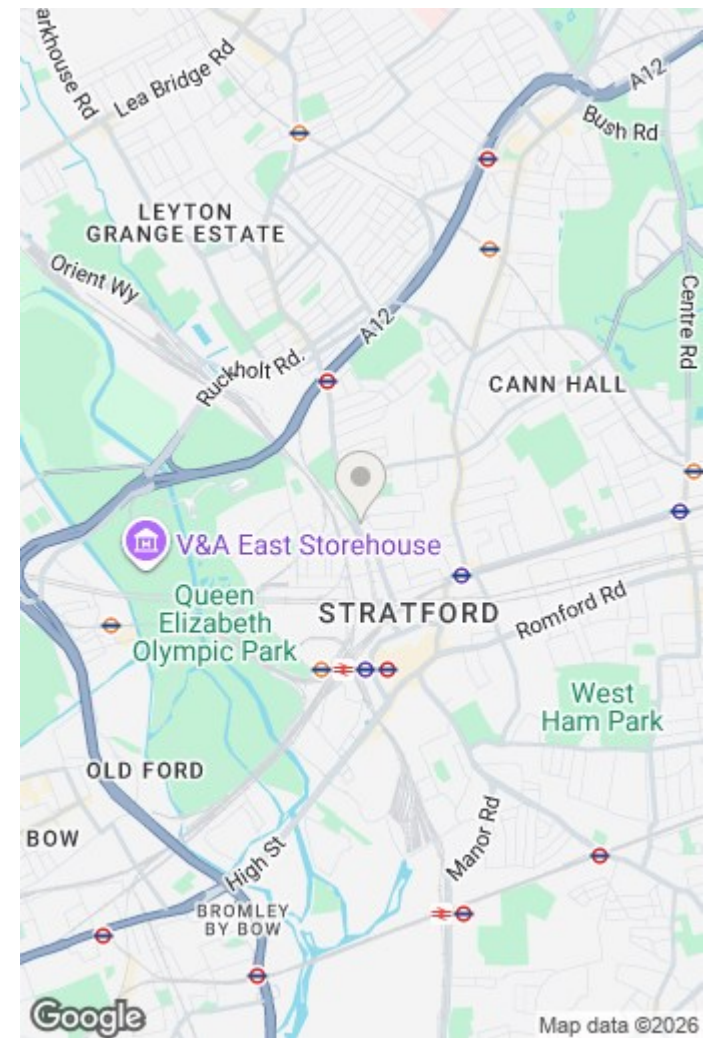 arkhouse Rd
Lea Bridge Rd
A12
Bush Rd
LEYTON
GRANGE ESTATE
Orient Wy
A12
Ruckholt Rd.
Centre Rd
CANN HALL
V&A East Storehouse
Queen
Elizabeth
Olympic Park
STRATFORD
Romford Rd
West
Ham Park
OLD FORD
BOW
High St
Manor Rd
BROMLEY
BY BOW
Google
Map data ©2026